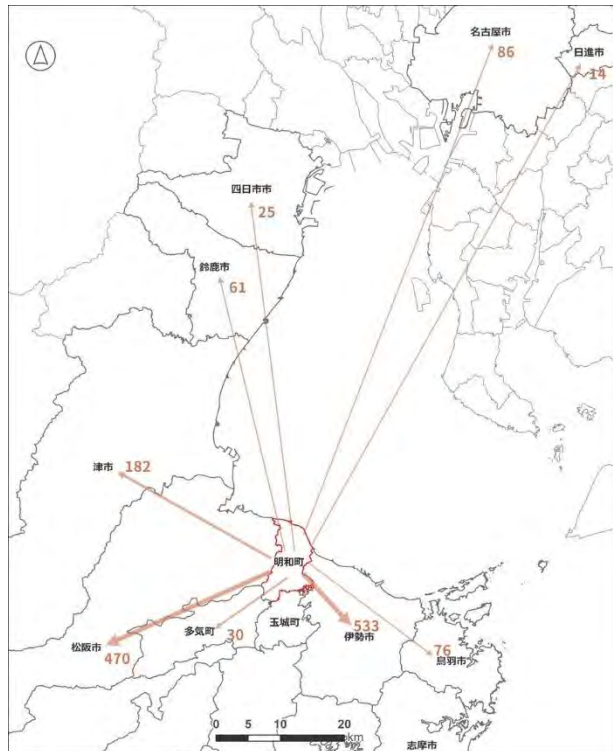 名古屋市
86
日進市
14
四日市市
25
鈴鹿市
61
津市
182
明和町
松阪市
470
多気町
30
玉城町
伊勢市
533
76
鳥羽市
0 5 10 20
km
志摩市